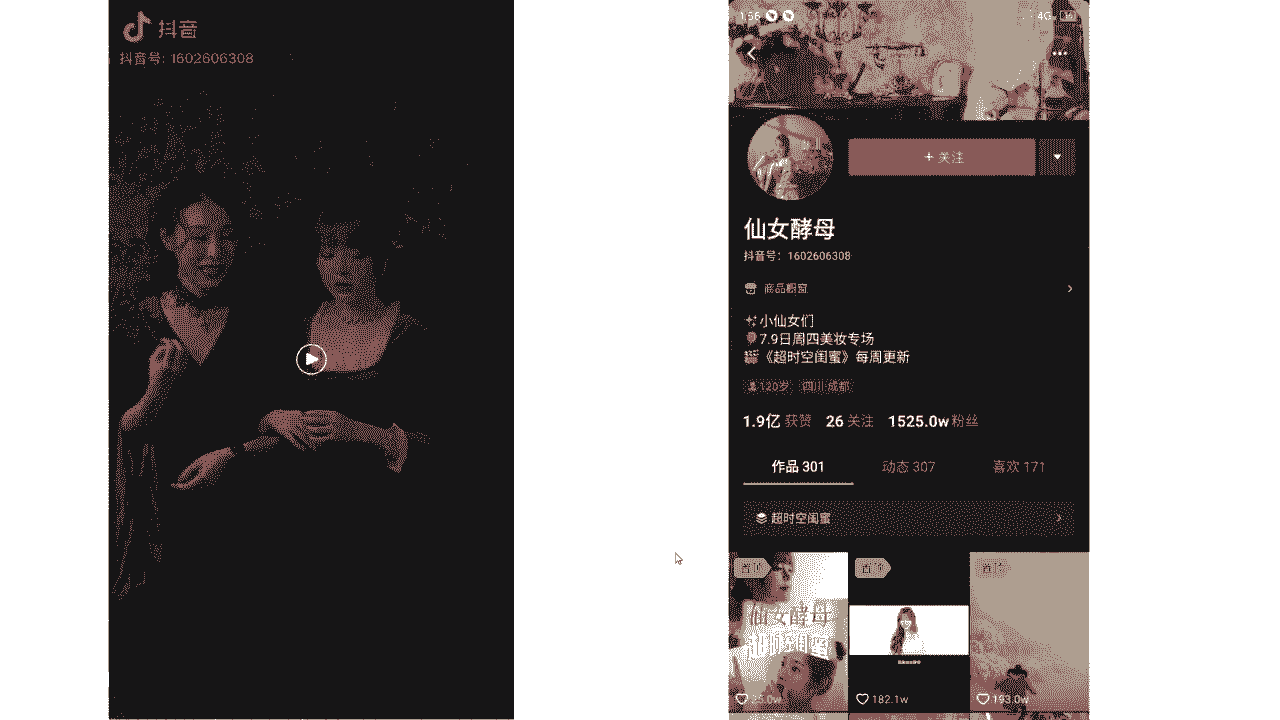 抖音
抖音号: 1602606308
1:56
4G
+ 关注
仙女酵母
抖音号：1602606308
商品橱窗
小仙女们
7.9日周四美妆专场
《超时空闺蜜》每周更新
120岁 四川·成都
1.9亿 获赞 26 关注 1525.0w 粉丝
作品 301 动态 307 喜欢 171
超时空闺蜜
置顶 置顶 置顶
仙女酵母
182.1w 193.0w